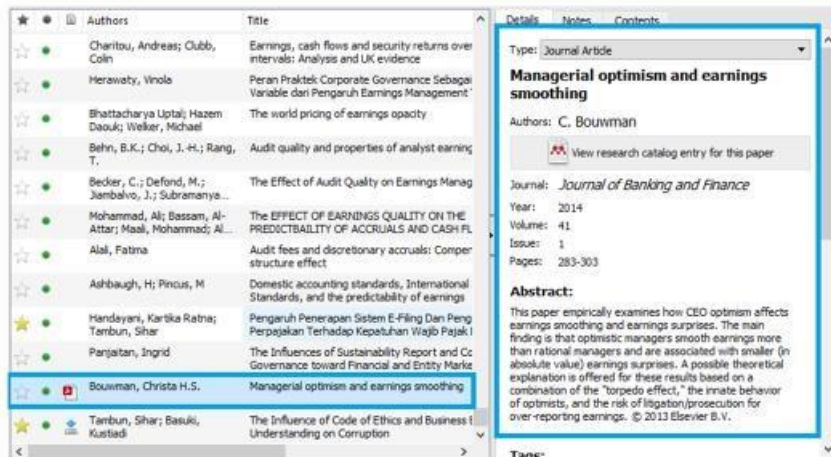 Authors Title
Charitou, Andreas; Clubb, Colin
Earnings, cash flows and security returns over
intervals: Analysis and UK evidence
Herawaty, Vinola
Peran Praktek Corporate Governance Sebagai
Variable dari Pengaruh Earnings Management
Bhattacharya Uptal; Hazem
Daouk; Welker, Michael
The world pricing of earnings opacity
Behn, B.K.; Choi, J. -H.; Rang,
T.
Audit quality and properties of analyst earning
Becker, C.; Defond, M.;
Jiambalvo, J.; Subramanya...
The Effect of Audit Quality on Earnings Manag
Mohammad, Ali; Bassam, Al-
Attar; Maali, Mohammad; Al...
The EFFECT OF EARNINGS QUALITY ON THE
PREDICTBAILITY OF ACCRUALS AND CASH FL
Alali, Fatima
Audit fees and discretionary accruals: Compen
structure effect
Ashbaugh, H; Pincus, M
Domestic accounting standards, International
Standards, and the predictability of earnings
Handayani, Kartika Ratna;
Tambun, Sihar
Pengaruh Penerapan Sistem E-Filing Dan Peng
Perpajakan Terhadap Kepatuhan Wajib Pajak
Panjaitan, Ingrid
The Influences of Sustainability Report and Cc
Governance toward Financial and Entity Marke
Bouwman, Christa H.S.
Managerial optimism and earnings smoothing
Tambun, Sihar; Basuki,
Kustiadi
The Influence of Code of Ethics and Business E
Understanding on Corruption
Details Notes Contents
Type: Journal Article
Managerial optimism and earnings
smoothing
Authors: C. Bouwman
View research catalog entry for this paper
Journal: Journal of Banking and Finance
Year: 2014
Volume: 41
Issue: 1
Pages: 283-303
Abstract:
This paper empirically examines how CEO optimism affects
earnings smoothing and earnings surprises. The main
finding is that optimistic managers smooth earnings more
than rational managers and are associated with smaller (in
absolute value) earnings surprises. A possible theoretical
explanation is offered for these results based on a
combination of the "torpedo effect," the innate behavior
of optimists, and the risk of litigation/prosecution for
over-reporting earnings. © 2013 Elsevier B.V.
Tags: